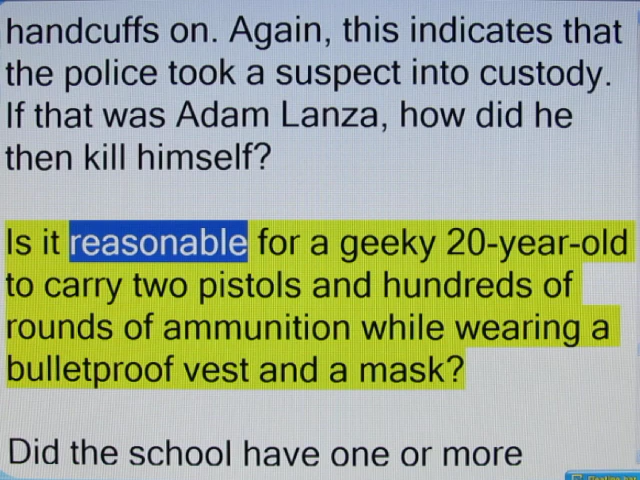 handcuffs on. Again, this indicates that
the police took a suspect into custody.
If that was Adam Lanza, how did he
then kill himself?
Is it reasonable for a geeky 20-year-old
to carry two pistols and hundreds of
rounds of ammunition while wearing a
bulletproof vest and a mask?
Did the school have one or more